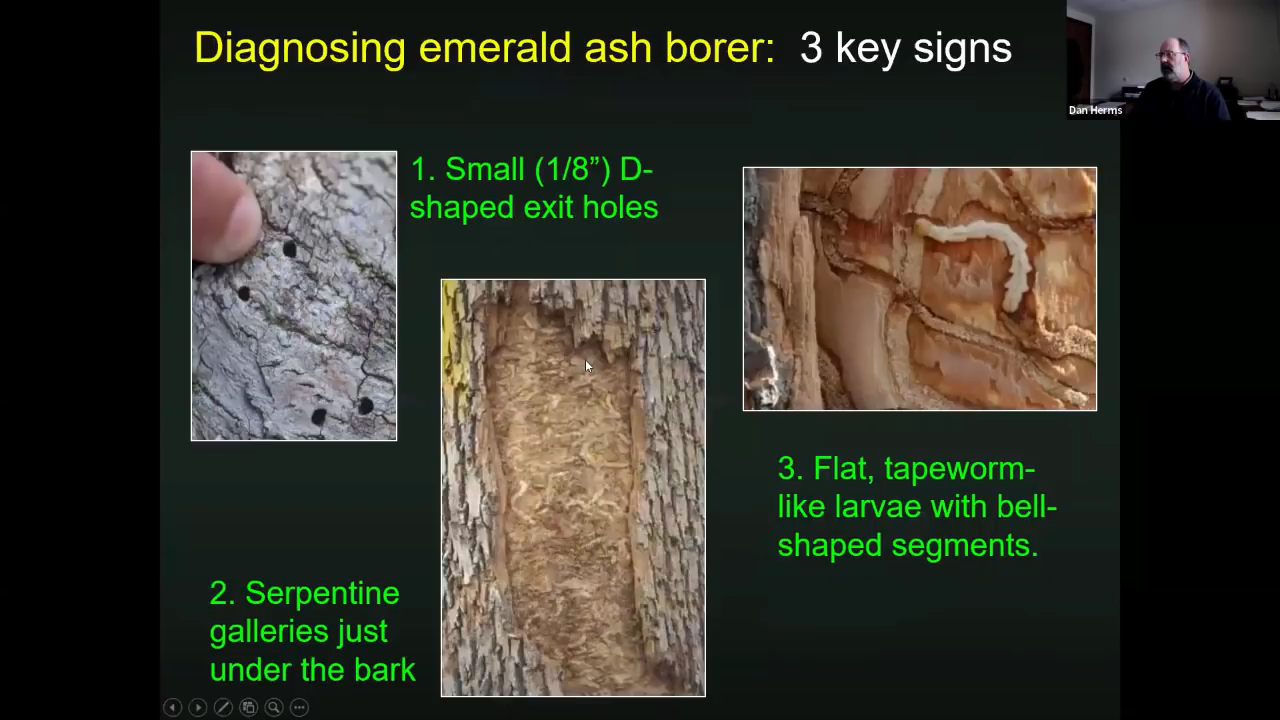 Diagnosing emerald ash borer:  3 key signs
Dan Herms
1. Small (1/8”) D-
shaped exit holes
3. Flat, tapeworm-
like larvae with bell-
shaped segments.
2. Serpentine
galleries just
under the bark